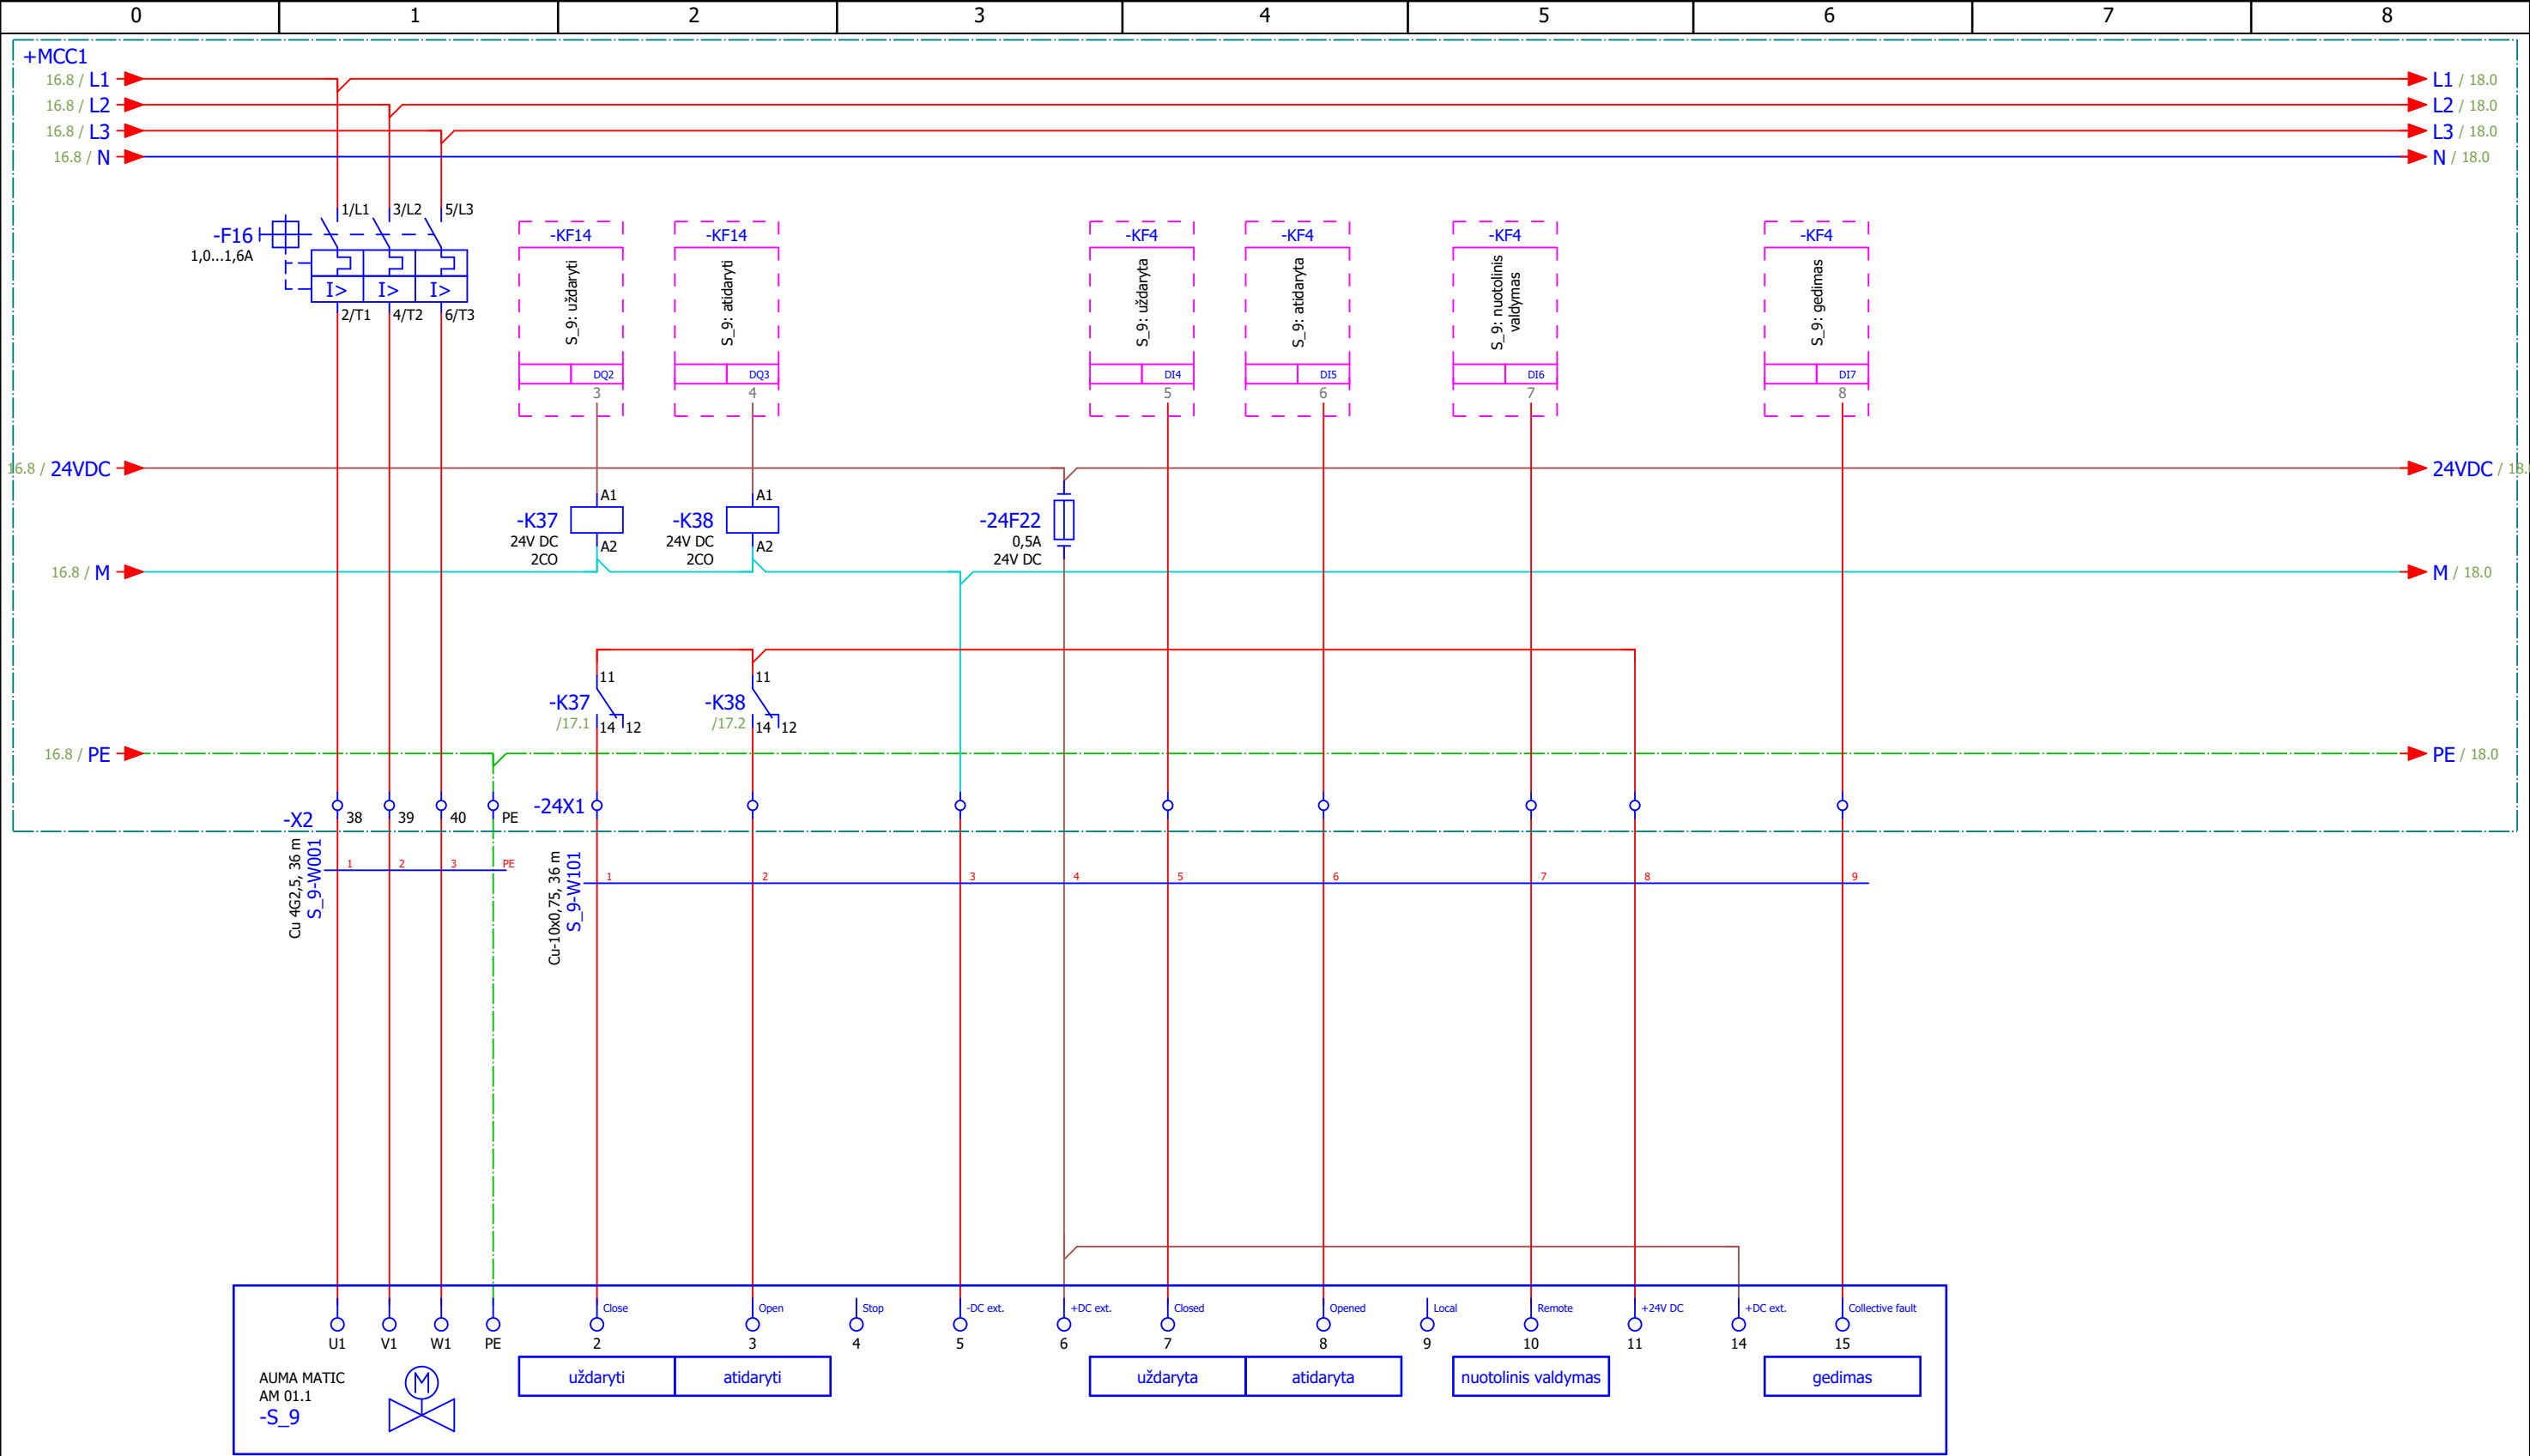 0 1 2 3 4 5 6 7 8
+MCC1
16.8 / L1 L1 / 18.0
16.8 / L2 L2 / 18.0
16.8 / L3 L3 / 18.0
16.8 / N N / 18.0
1/L1 3/L2 5/L3
-F16
1,0...1,6A
I> I> I>
2/T1 4/T2 6/T3
-KF14
S_9: uždaryti
DQ2
3
-KF14
S_9: atidaryti
DQ3
4
-KF4
S_9: uždaryta
DI4
5
-KF4
S_9: atidaryta
DI5
6
-KF4
S_9: nuotolinis
valdymas
DI6
7
-KF4
S_9: gedimas
DI7
8
16.8 / 24VDC 24VDC / 18.
A1
-K37
24V DC
2CO
A2
A1
-K38
24V DC
2CO
A2
-24F22
0,5A
24V DC
16.8 / M M / 18.0
11
-K37
/17.1
14 12
11
-K38
/17.2
14 12
16.8 / PE PE / 18.0
-X2 38 39 40 PE
-24X1
Cu 4G2,5, 36 m
S_9-W001
1 2 3 PE
Cu-10x0,75, 36 m
S_9-W101
1 2 3 4 5 6 7 8 9
Close Open Stop -DC ext. +DC ext. Closed Opened Local Remote +24V DC +DC ext. Collective fault
U1 V1 W1 PE 2 3 4 5 6 7 8 9 10 11 14 15
AUMA MATIC
AM 01.1
-S_9
M
uždaryti atidaryti uždaryta atidaryta nuotolinis valdymas gedimas